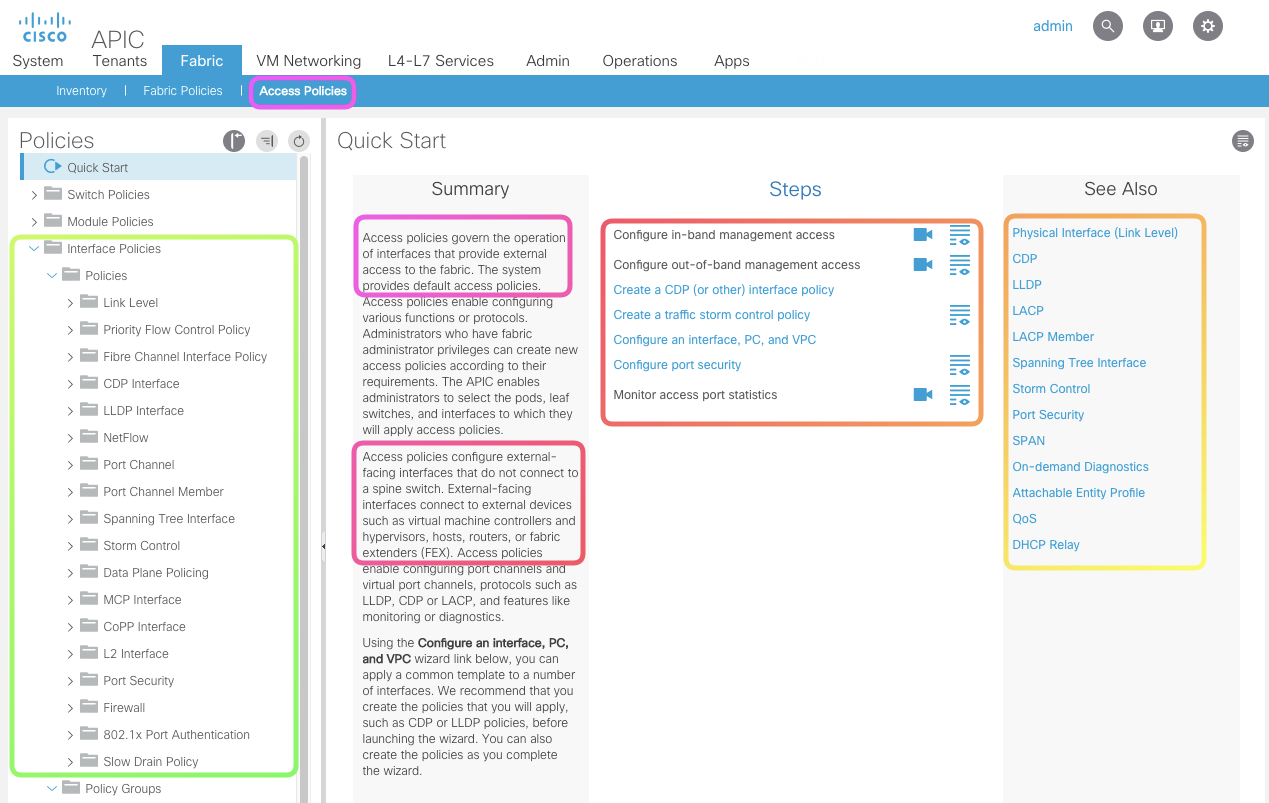 CISCO
APIC
admin
System
Tenants
Fabric
VM Networking
L4-L7 Services
Admin
Operations
Apps
Inventory
Fabric Policies
Access Policies
Policies
Quick Start
Switch Policies
Module Policies
Interface Policies
Policies
Link Level
Priority Flow Control Policy
Fibre Channel Interface Policy
CDP Interface
LLDP Interface
NetFlow
Port Channel
Port Channel Member
Spanning Tree Interface
Storm Control
Data Plane Policing
MCP Interface
CoPP Interface
L2 Interface
Port Security
Firewall
802.1x Port Authentication
Slow Drain Policy
Policy Groups
Quick Start
Summary
Access policies govern the operation
of interfaces that provide external
access to the fabric. The system
provides default access policies.
Access policies enable configuring
various functions or protocols.
Administrators who have fabric
administrator privileges can create new
access policies according to their
requirements. The APIC enables
administrators to select the pods, leaf
switches, and interfaces to which they
will apply access policies.
Access policies configure external-
facing interfaces that do not connect to
a spine switch. External-facing
interfaces connect to external devices
such as virtual machine controllers and
hypervisors, hosts, routers, or fabric
extenders (FEX). Access policies
enable configuring port channels and
virtual port channels, protocols such as
LLDP, CDP or LACP, and features like
monitoring or diagnostics.
Using the Configure an interface, PC,
and VPC wizard link below, you can
apply a common template to a number
of interfaces. We recommend that you
create the policies that you will apply,
such as CDP or LLDP policies, before
launching the wizard. You can also
create the policies as you complete
the wizard.
Steps
Configure in-band management access
Configure out-of-band management access
Create a CDP (or other) interface policy
Create a traffic storm control policy
Configure an interface, PC, and VPC
Configure port security
Monitor access port statistics
See Also
Physical Interface (Link Level)
CDP
LLDP
LACP
LACP Member
Spanning Tree Interface
Storm Control
Port Security
SPAN
On-demand Diagnostics
Attachable Entity Profile
QoS
DHCP Relay